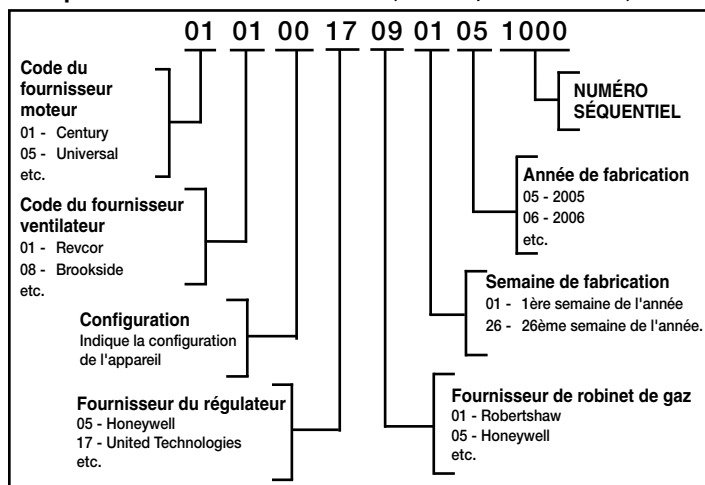 01 01 00 17 09 01 05 1000
Code du
fournisseur
moteur
01 - Century
05 - Universal
etc.
NUMÉRO
SÉQUENTIEL
Année de fabrication
05 - 2005
06 - 2006
etc.
Code du fournisseur
ventilateur
01 - Revcor
08 - Brookside
etc.
Semaine de fabrication
01 - 1ère semaine de l'année
26 - 26ème semaine de l'année.
Configuration
Indique la configuration
de l'appareil
Fournisseur du régulateur
05 - Honeywell
17 - United Technologies
etc.
Fournisseur de robinet de gaz
01 - Robertshaw
05 - Honeywell
etc.